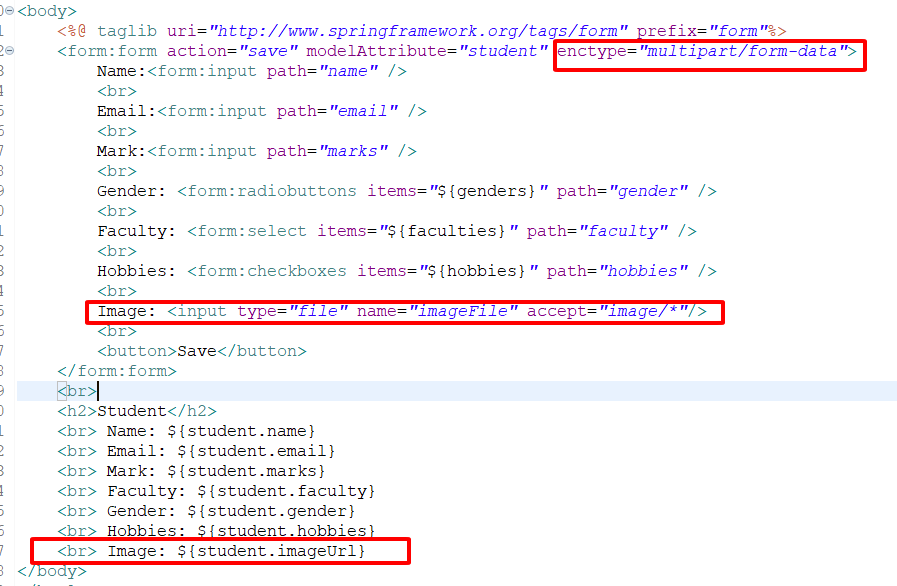 <body>
<%@ taglib uri="http://www.springframework.org/tags/form" prefix="form"%>
<form:form action="save" modelAttribute="student" enctype="multipart/form-data">
Name:<form:input path="name" />
<br>
Email:<form:input path="email" />
<br>
Mark:<form:input path="marks" />
<br>
Gender: <form:radiobuttons items="${genders}" path="gender" />
<br>
Faculty: <form:select items="${faculties}" path="faculty" />
<br>
Hobbies: <form:checkboxes items="${hobbies}" path="hobbies" />
<br>
Image: <input type="file" name="imageFile" accept="image/*"/>
<br>
<button>Save</button>
</form:form>
<br>
<h2>Student</h2>
<br> Name: ${student.name}
<br> Email: ${student.email}
<br> Mark: ${student.marks}
<br> Faculty: ${student.faculty}
<br> Gender: ${student.gender}
<br> Hobbies: ${student.hobbies}
<br> Image: ${student.imageUrl}
</body>